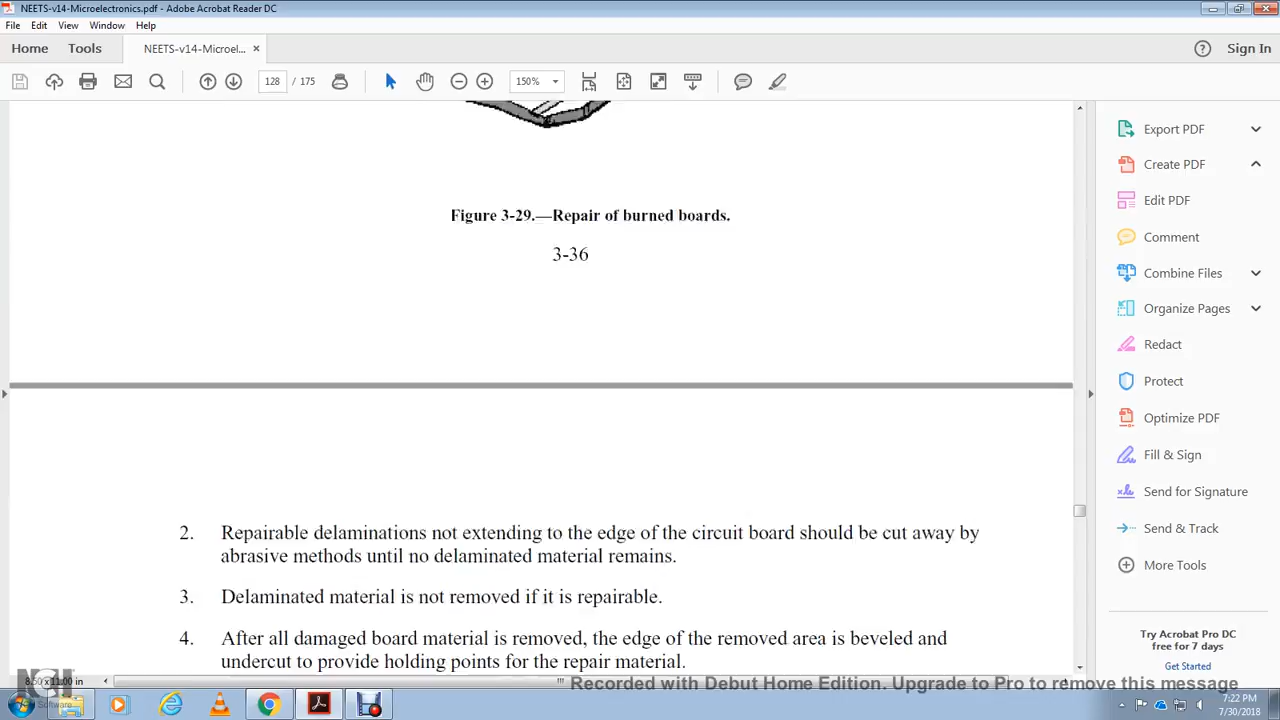 NEETS-v14-Microelectronics.pdf - Adobe Acrobat Reader DC
File Edit View Window Help
Home Tools NEETS-v14-Microel... × Sign In
128 / 175 150%
Figure 3-29.—Repair of burned boards.
3-36
2. Repairable delaminations not extending to the edge of the circuit board should be cut away by
abrasive methods until no delaminated material remains.
3. Delaminated material is not removed if it is repairable.
4. After all damaged board material is removed, the edge of the removed area is beveled and
undercut to provide holding points for the repair material.
Export PDF
Create PDF
Edit PDF
Comment
Combine Files
Organize Pages
Redact
Protect
Optimize PDF
Fill & Sign
Send for Signature
Send & Track
More Tools
Try Acrobat Pro DC
free for 7 days
Get Started
8.50 x 11.00 in
Recorded with Debut Home Edition. Upgrade to Pro to remove this message
NCH Software
7:22 PM
7/30/2018